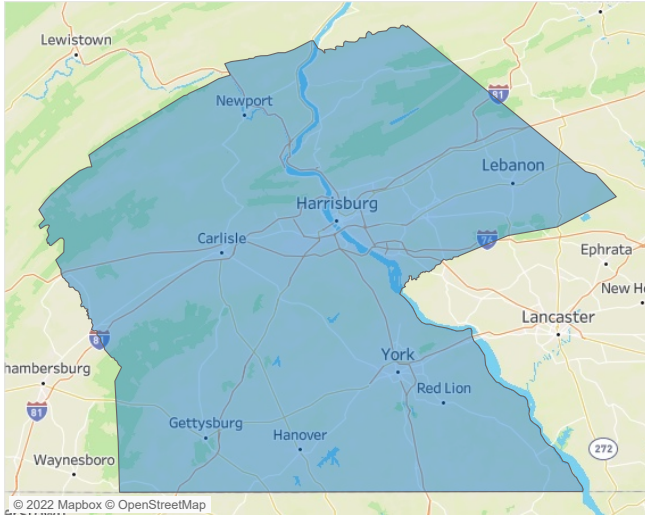 Lewistown
81
Newport
Lebanon
Harrisburg
Carlisle
76
Ephrata
New Ho
Lancaster
81
hambersburg
York
Red Lion
81
Gettysburg
Hanover
272
Waynesboro
© 2022 Mapbox © OpenStreetMap